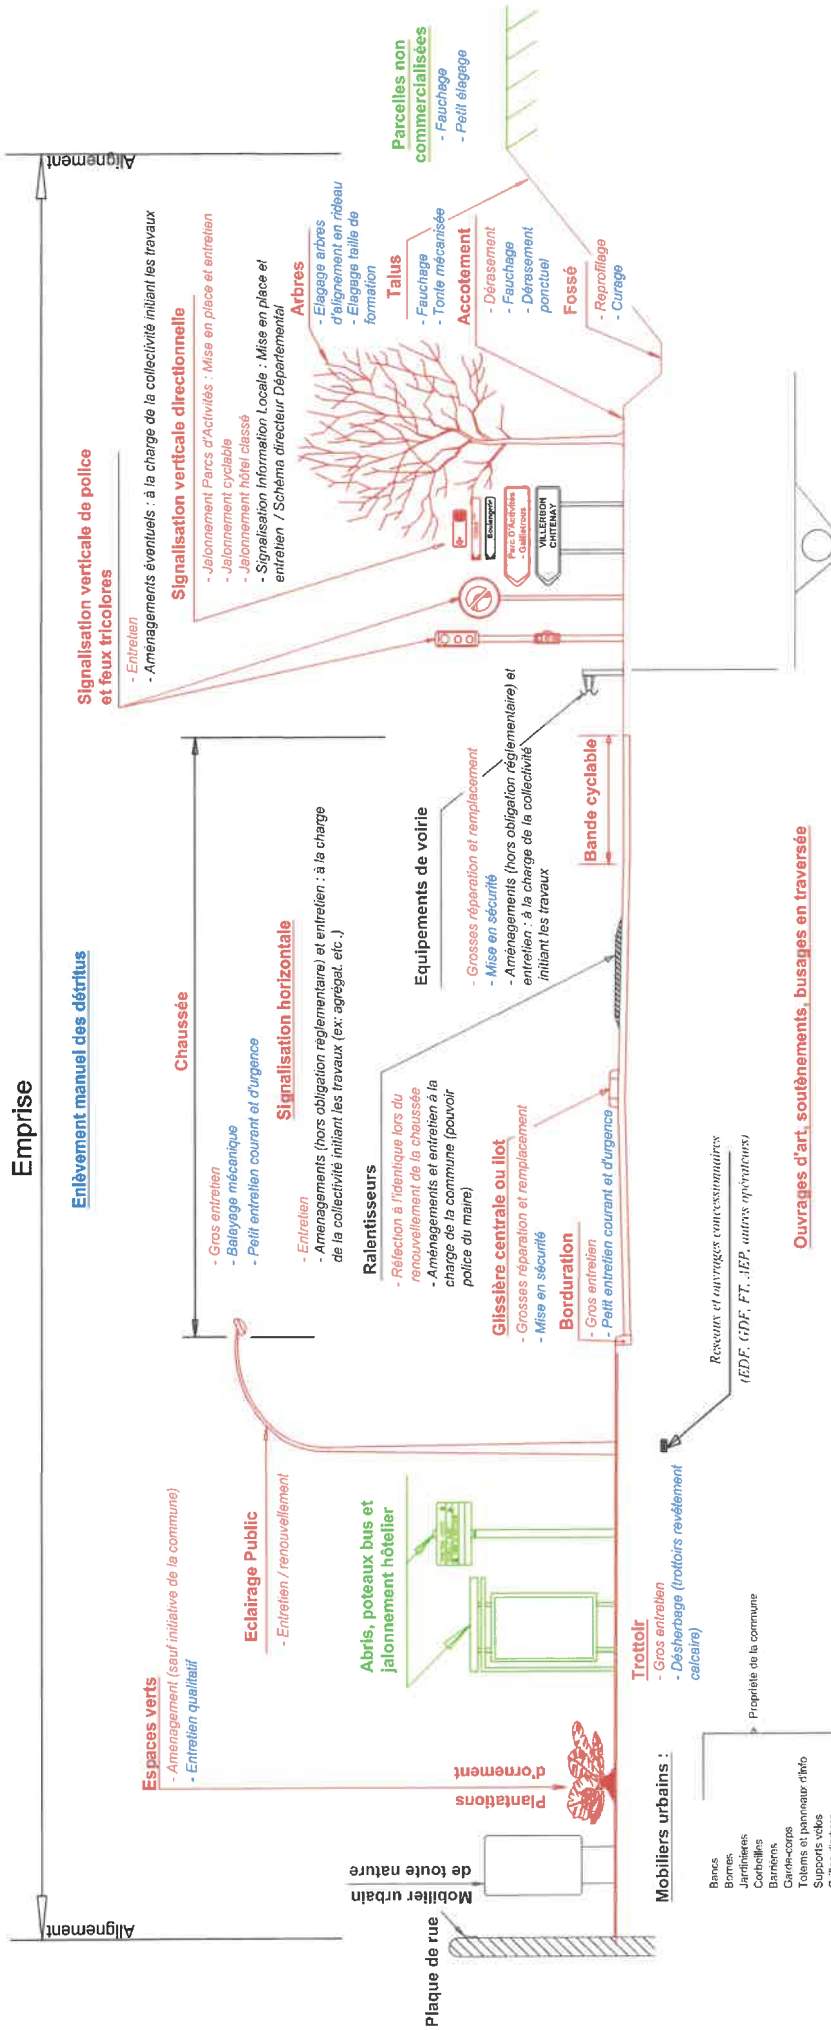 Emprise
Alignement
Alignement
Enlèvement manuel des détritus
Chaussée
- Gros entretien
- Balayage mécanique
- Petit entretien courant et d'urgence
Signalisation horizontale
- Entretien
- Aménagements (hors obligation réglementaire) et entretien : à la charge
de la collectivité initiant les travaux (ex: agrégat, etc.)
Ralentisseurs
- Réfection à l'identique lors du
renouvellement de la chaussée
- Aménagements et entretien à la
charge de la commune (pouvoir
police du maire)
Glissière centrale ou ilot
- Grosses réparation et remplacement
- Mise en sécurité
Borduration
- Gros entretien
- Petit entretien courant et d'urgence
Equipements de voirie
- Grosses réparation et remplacement
- Mise en sécurité
- Aménagements (hors obligation réglementaire) et
entretien : à la charge de la collectivité
initiant les travaux
Bande cyclable
Signalisation verticale de police
et feux tricolores
- Entretien
- Aménagements éventuels : à la charge de la collectivité initiant les travaux
Signalisation verticale directionnelle
- Jalonnement Parcs d'Activités : Mise en place et entretien
- Jalonnement cyclable
- Jalonnement hôtel classé
- Signalisation Information Locale : Mise en place et
entretien / Schéma directeur Départemental
Boulangerie
Parc D'Activités
- Gailletrous
VILLERBON
CHITENAY
Arbres
- Elagage arbres
d'alignement en rideau
- Elagage taille de
formation
Talus
- Fauchage
- Tonte mécanisée
Accotement
- Dérasement
- Fauchage
- Dérasement
ponctuel
Fossé
- Reprofilage
- Curage
Parcelles non
commercialisées
- Fauchage
- Petit élagage
Espaces verts
- Aménagement (sauf initiative de la commune)
- Entretien qualitatif
Eclairage Public
- Entretien / renouvellement
Abris, poteaux bus et
jalonnement hôtelier
Plantations
d'ornement
Mobilier urbain
de toute nature
Plaque de rue
Trottoir
- Gros entretien
- Désherbage (trottoirs revêtement
calcaire)
Réseaux et ouvrages concessionnaires
(EDF, GDF, FT, AEP, autres opérateurs)
Ouvrages d'art, soutènements, busages en traversée
Mobiliers urbains :
Bancs
Bornes
Jardinieres
Corbeilles
Barrières
Garde-corps
Totems et panneaux d'info
Supports vélos
Propriété de la commune